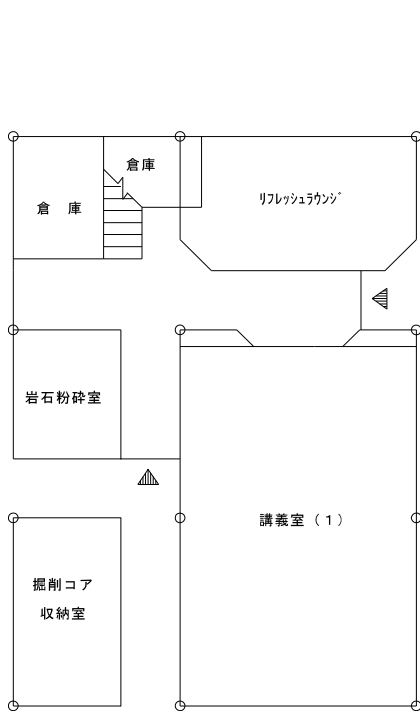 倉庫
倉　庫
ﾘﾌﾚｯｼｭﾗｳﾝｼﾞ
岩石粉砕室
講義室（１）
掘削コア
収納室